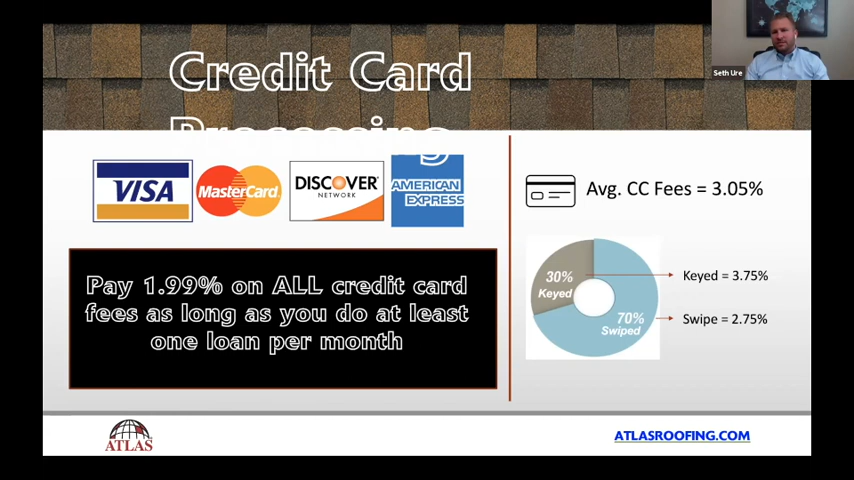 Credit Card
Processing
Seth Ure
VISA
MasterCard
DISCOVER
NETWORK
AMERICAN
EXPRESS
Pay 1.99% on ALL credit card
fees as long as you do at least
one loan per month
Avg. CC Fees = 3.05%
30%
Keyed
70%
Swiped
Keyed = 3.75%
Swipe = 2.75%
ATLAS
ATLASROOFING.COM